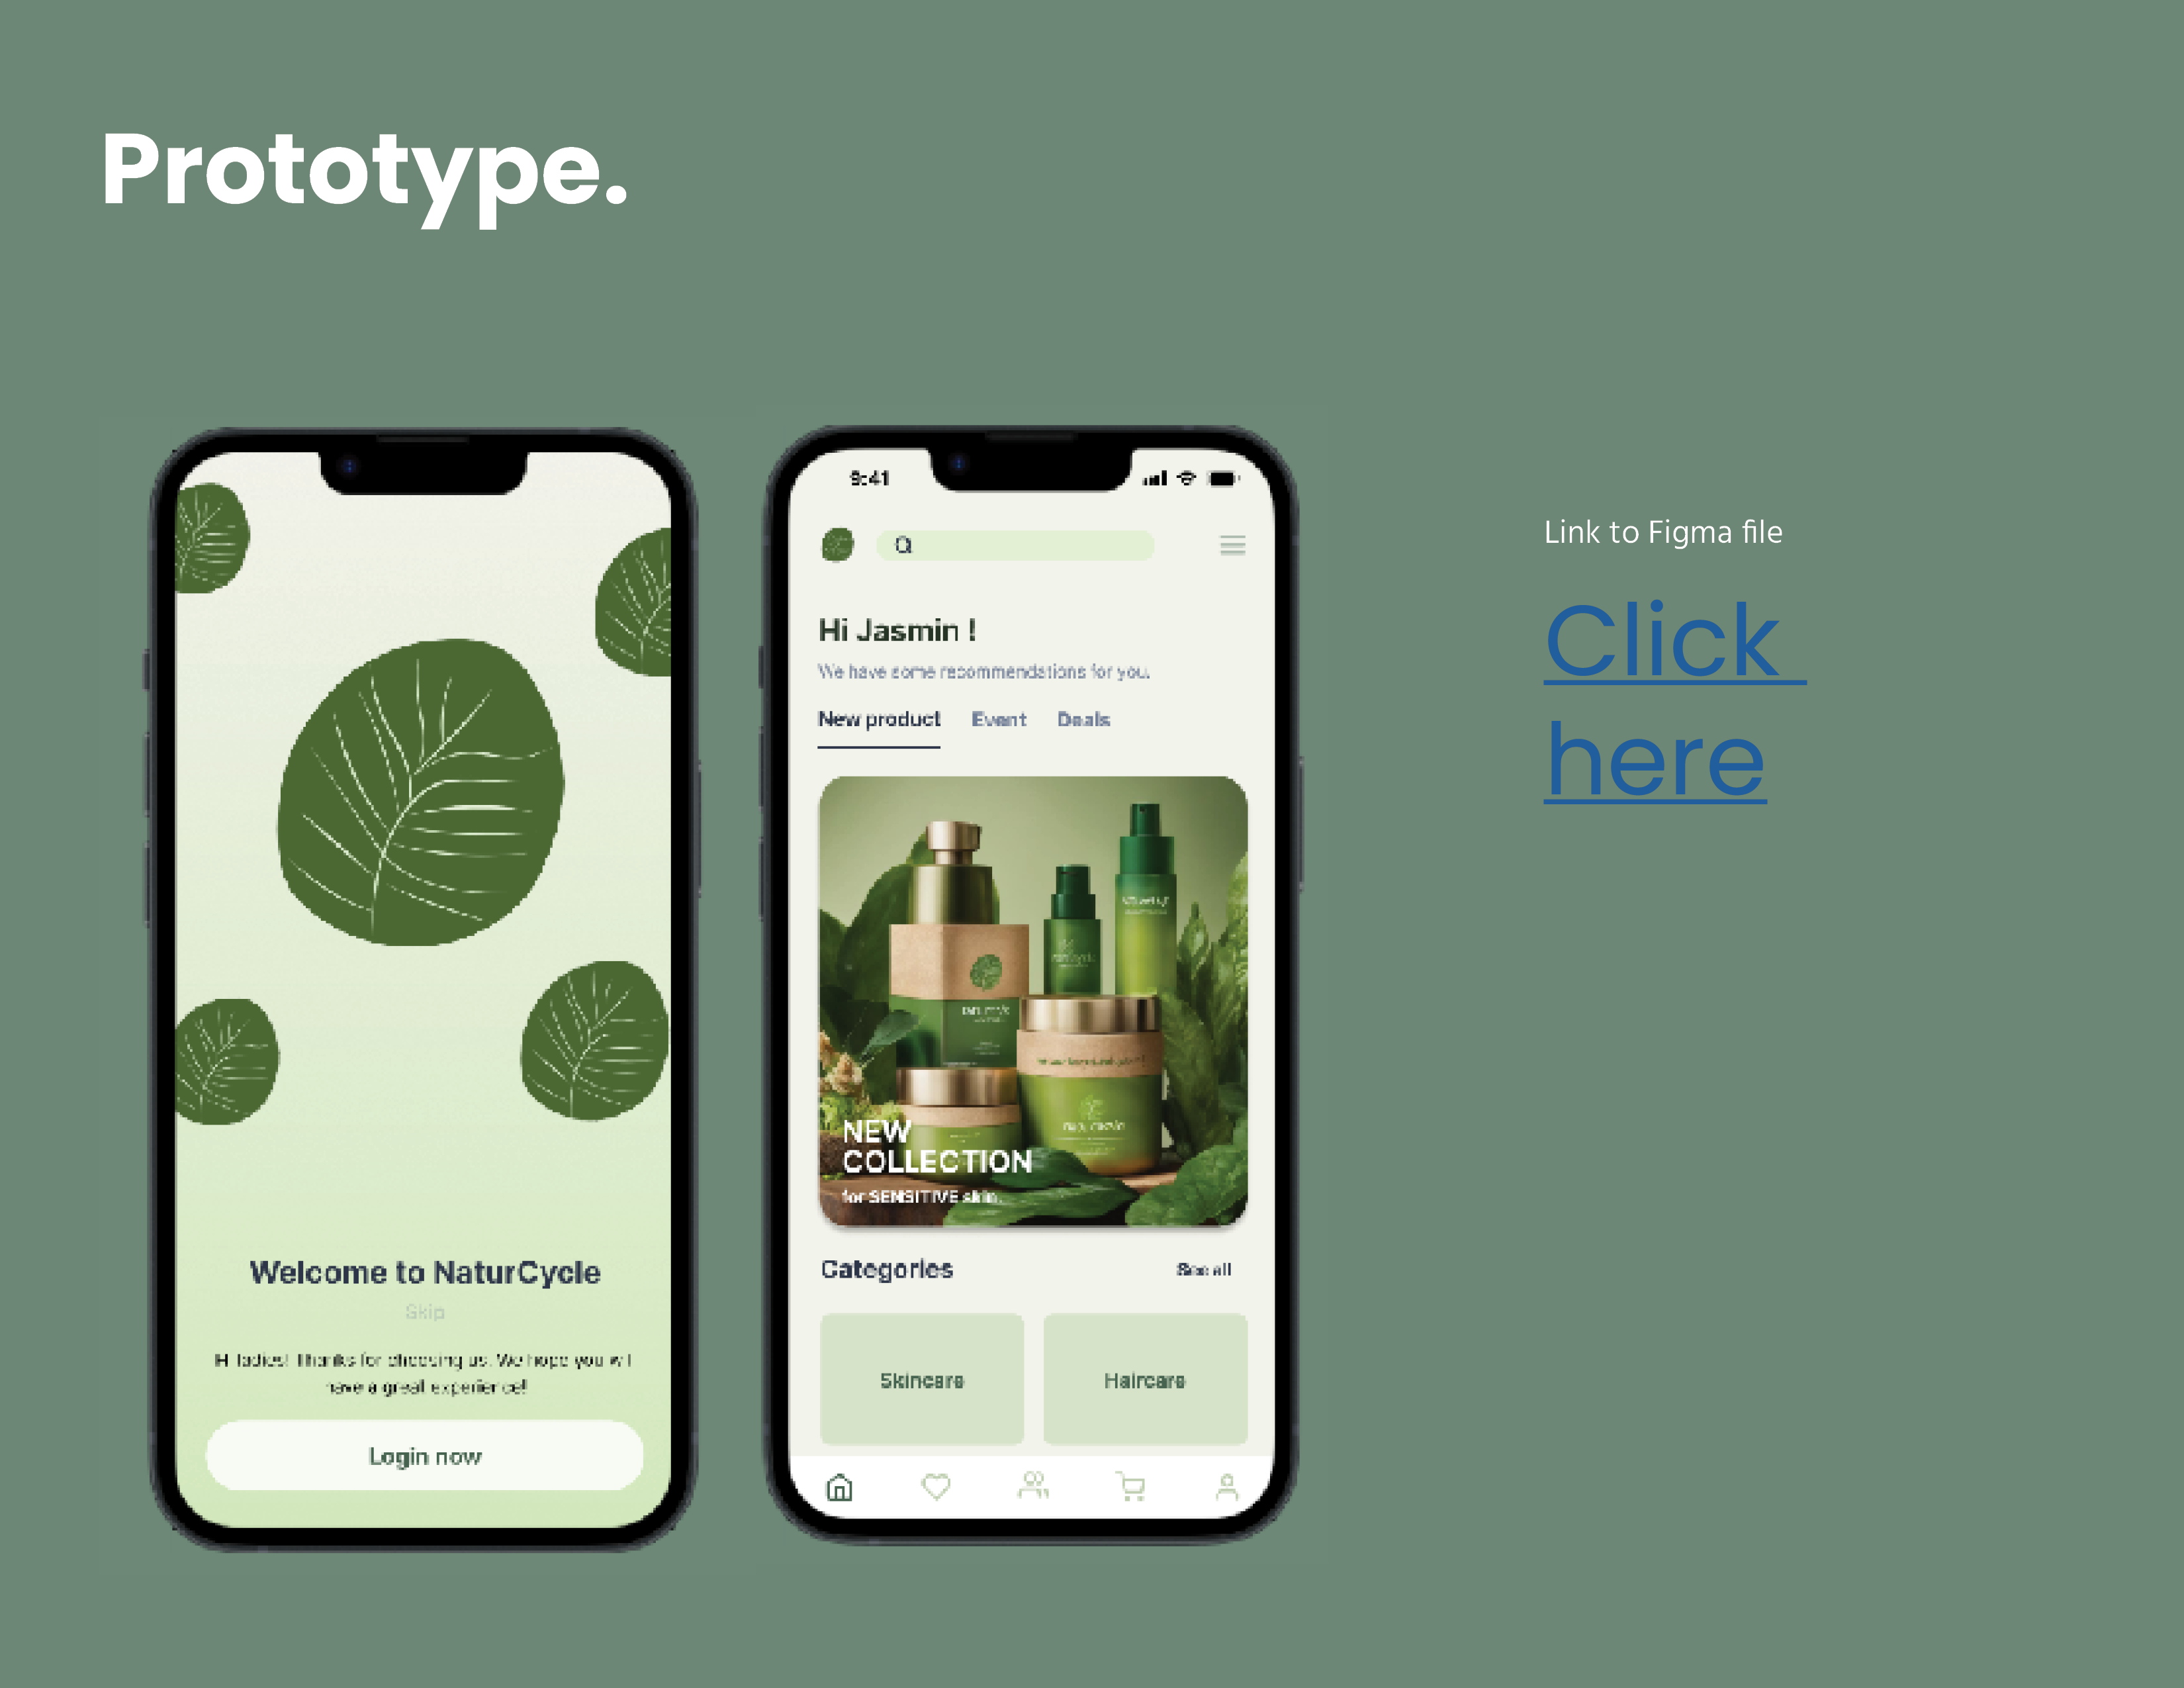 Prototype.
Welcome to NaturCycle
Skip
Hi ladies! Thanks for choosing us. We hope you will
have a great experience!
Login now
9:41
Hi Jasmin !
We have some recommendations for you.
New product Event Deals
NEW
COLLECTION
for SENSITIVE skin.
Categories See all
Skincare Haircare
Link to Figma file
Click
here